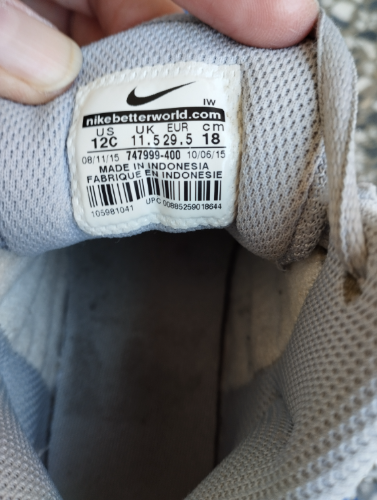 IW
nikebetterworld.com
US UK EUR cm
12C 11.5 29.5 18
08/11/15 747999-400 10/06/15
MADE IN INDONESIA
FABRIQUE EN INDONESIE
105981041 UPC 00885259018644